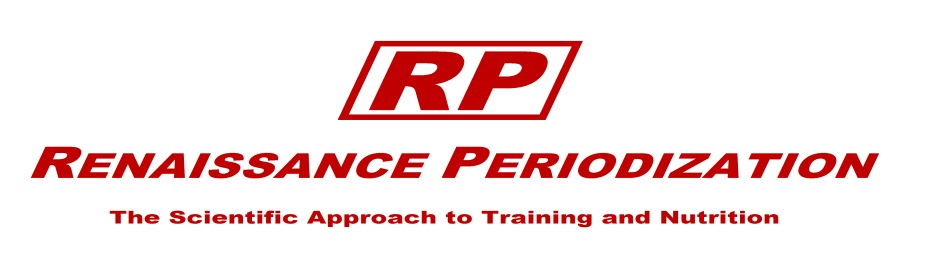 RP
RENAISSANCE PERIODIZATION
The Scientific Approach to Training and Nutrition